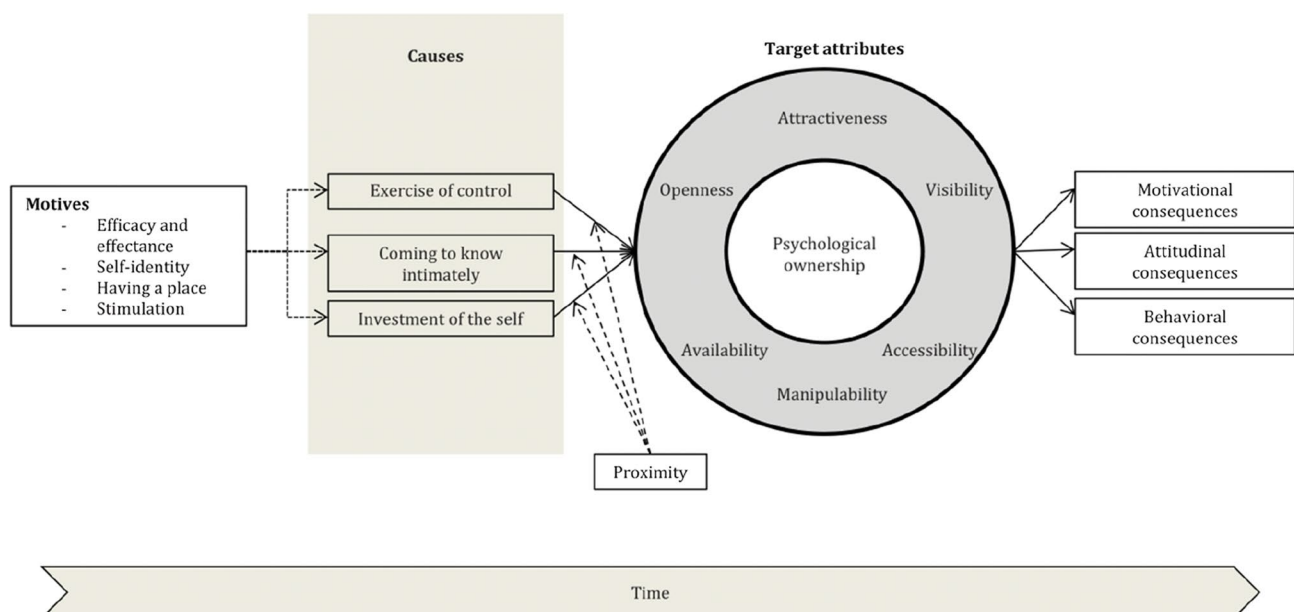 Causes
Target attributes
Motives
- Efficacy and
effectance
- Self-identity
- Having a place
- Stimulation
Exercise of control
Coming to know
intimately
Investment of the self
Proximity
Attractiveness
Openness
Visibility
Psychological
ownership
Availability
Accessibility
Manipulability
Motivational
consequences
Attitudinal
consequences
Behavioral
consequences
Time